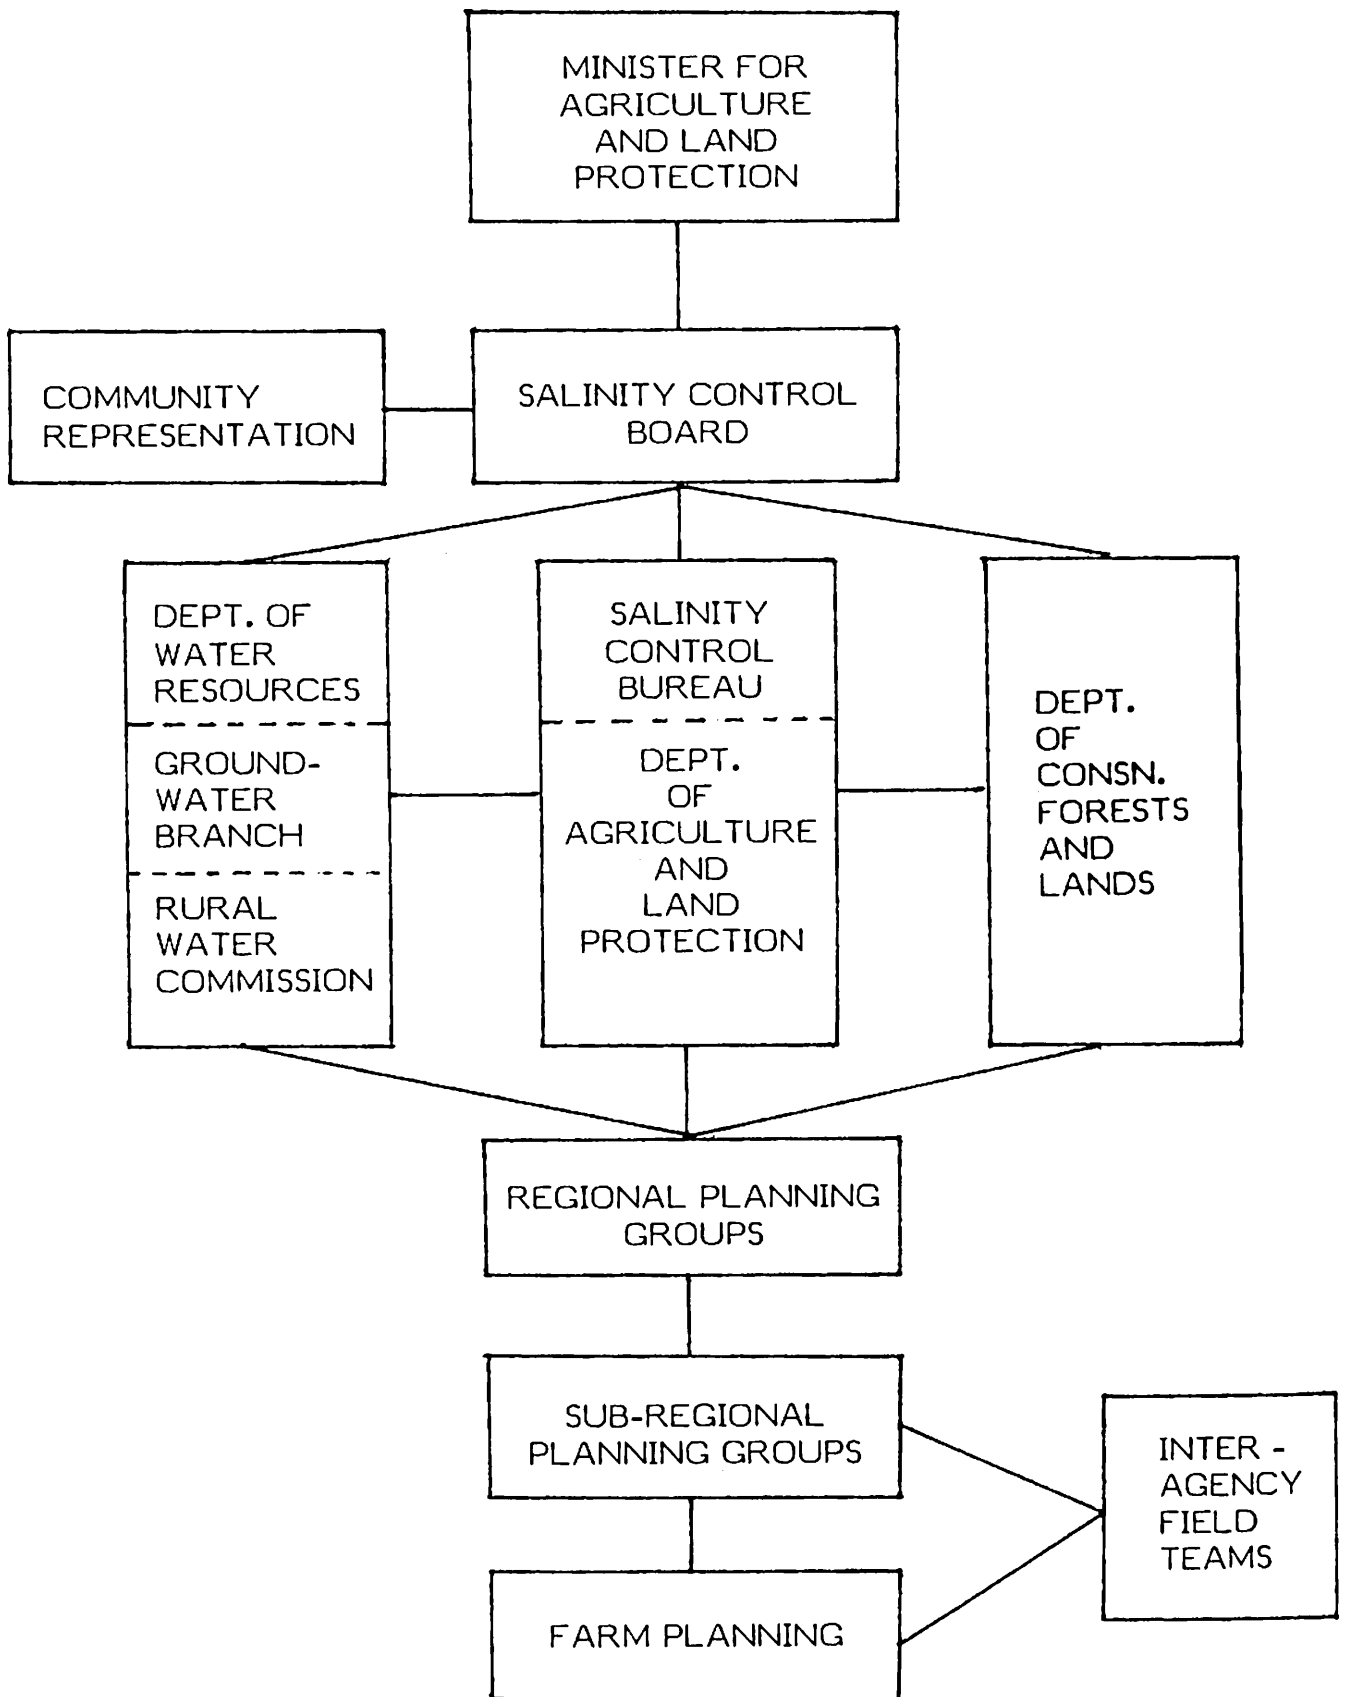 MINISTER FOR
AGRICULTURE
AND LAND
PROTECTION
COMMUNITY
REPRESENTATION
SALINITY CONTROL
BOARD
DEPT. OF
WATER
RESOURCES
GROUND-
WATER
BRANCH
RURAL
WATER
COMMISSION
SALINITY
CONTROL
BUREAU
DEPT.
OF
AGRICULTURE
AND
LAND
PROTECTION
DEPT.
OF
CONSN.
FORESTS
AND
LANDS
REGIONAL PLANNING
GROUPS
SUB-REGIONAL
PLANNING GROUPS
INTER -
AGENCY
FIELD
TEAMS
FARM PLANNING